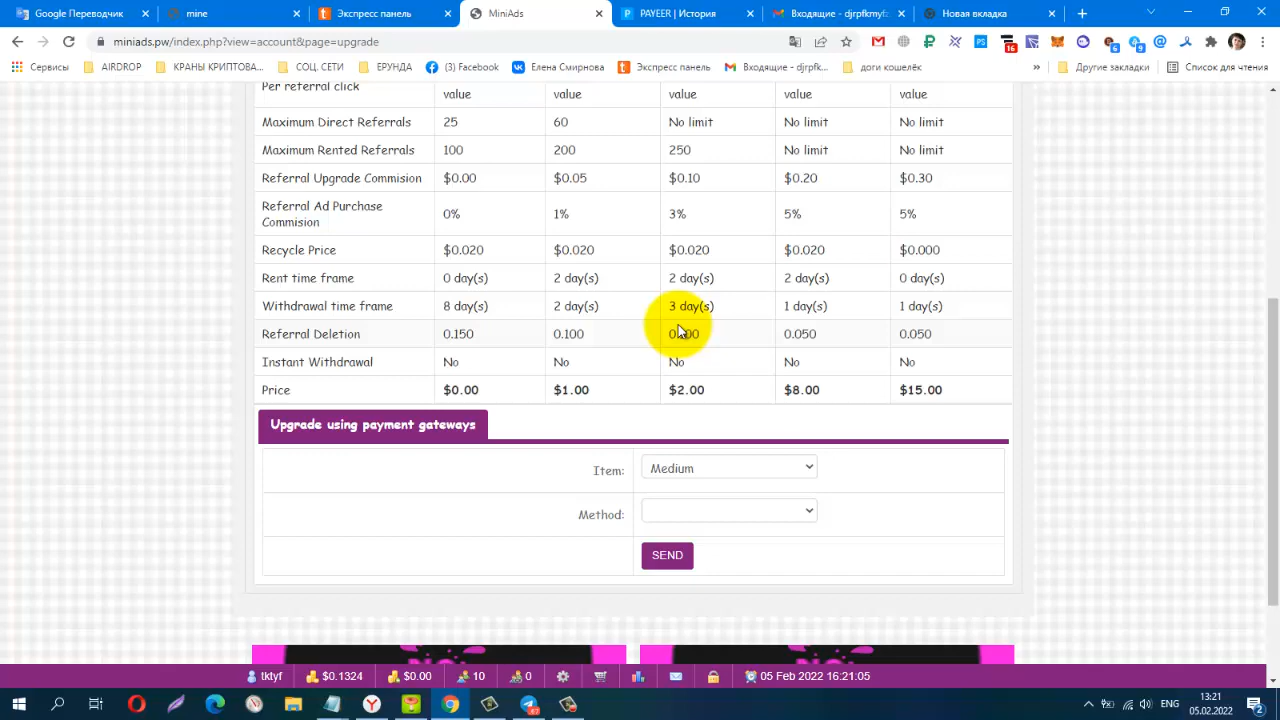 Google Переводчик
mine
Экспресс панель
MiniAds
PAYEER | История
Входящие - djrpfkmyfz
Новая вкладка
miniads.pw/index.php?view=account&page=upgrade
Сервисы
AIRDROP
КРАНЫ КРИПТОВА...
СОЦ. СЕТИ
ЕРУНДА
(3) Facebook
Елена Смирнова
Экспресс панель
Входящие - djrpfk...
доги кошелёк
»
Другие закладки
Список для чтения
Per referral click value value value value value
Maximum Direct Referrals 25 60 No limit No limit No limit
Maximum Rented Referrals 100 200 250 No limit No limit
Referral Upgrade Commision $0.00 $0.05 $0.10 $0.20 $0.30
Referral Ad Purchase
Commision 0% 1% 3% 5% 5%
Recycle Price $0.020 $0.020 $0.020 $0.020 $0.000
Rent time frame 0 day(s) 2 day(s) 2 day(s) 2 day(s) 0 day(s)
Withdrawal time frame 8 day(s) 2 day(s) 3 day(s) 1 day(s) 1 day(s)
Referral Deletion 0.150 0.100 0.050 0.050
Instant Withdrawal No No No No No
Price $0.00 $1.00 $2.00 $8.00 $15.00
Upgrade using payment gateways
Item: Medium
Method:
SEND
tktyf $0.1324 $0.00 10 0 05 Feb 2022 16:21:05
ENG
13:21
05.02.2022
2